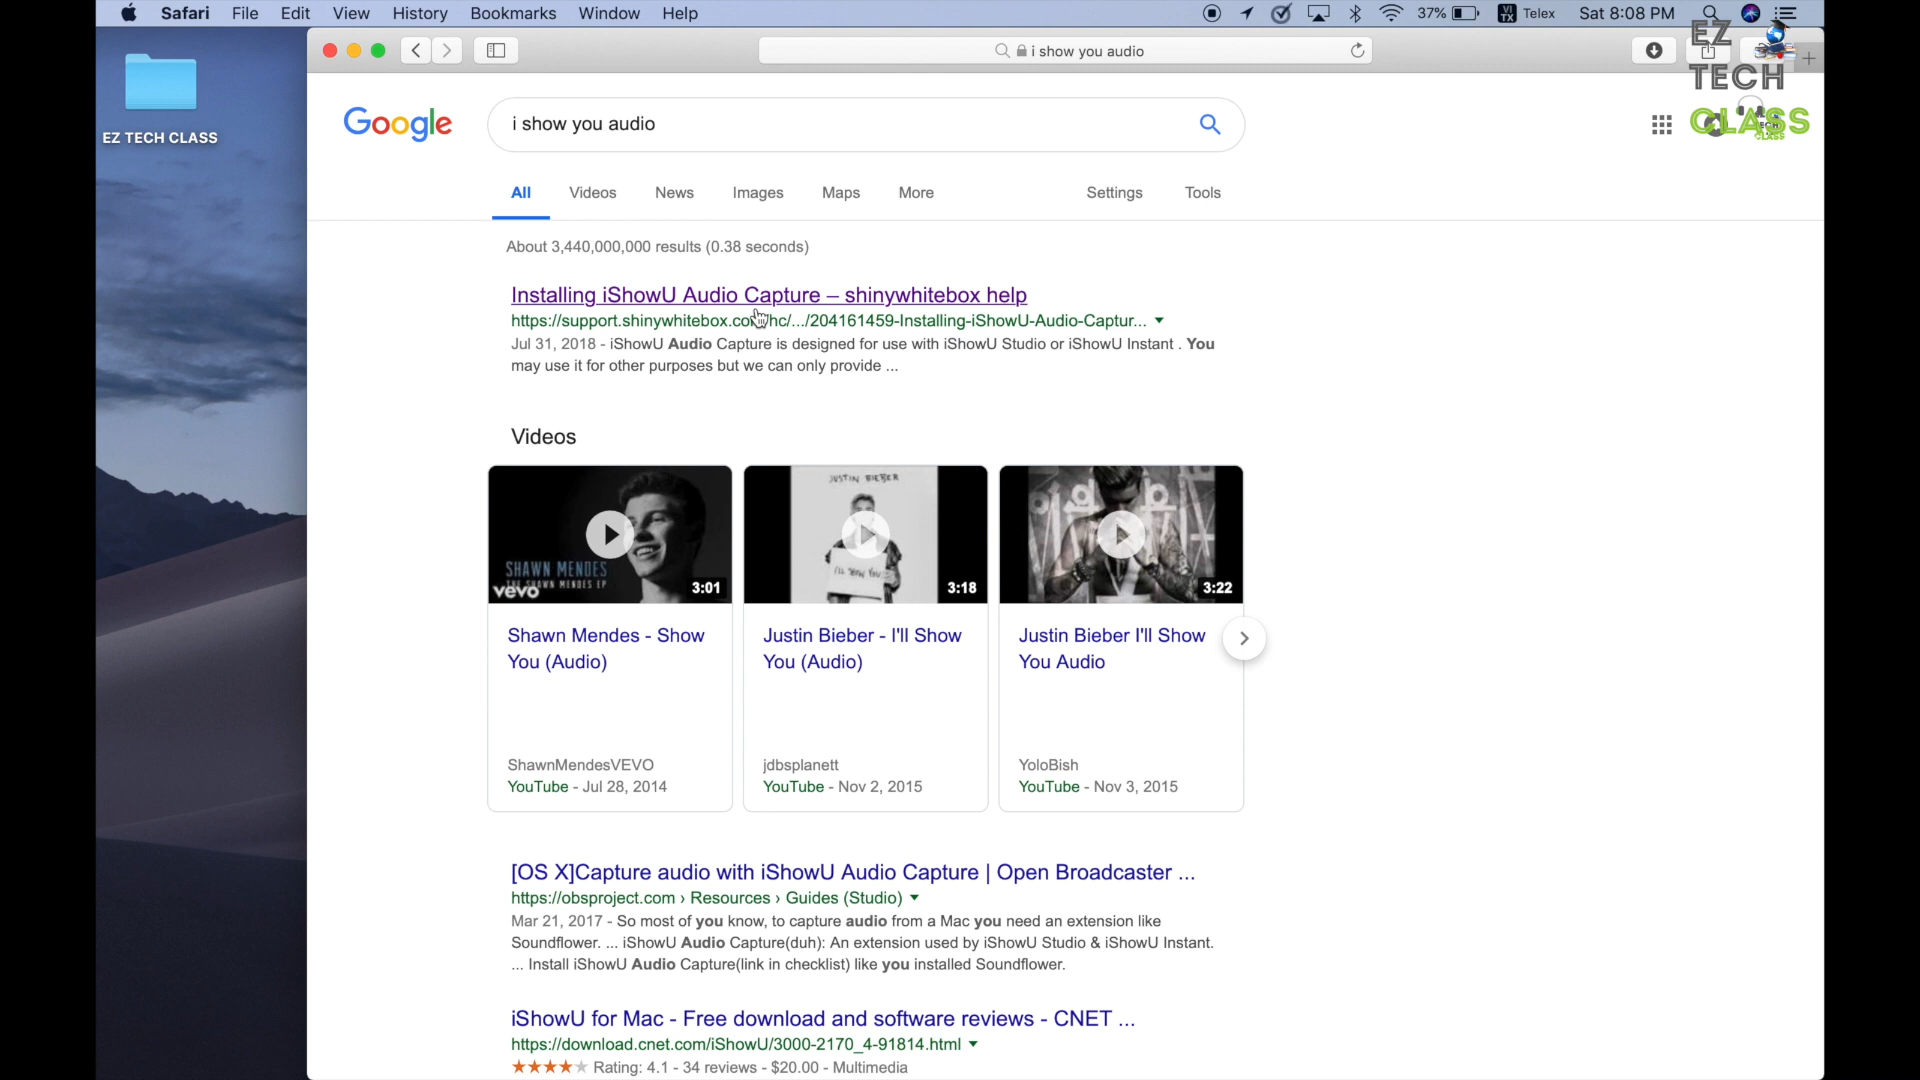 Safari File Edit View History Bookmarks Window Help 37% VI TX Telex Sat 8:08 PM
i show you audio
EZ
TECH
CLASS
EZ TECH CLASS
Google i show you audio
All Videos News Images Maps More Settings Tools
About 3,440,000,000 results (0.38 seconds)
Installing iShowU Audio Capture – shinywhitebox help
https://support.shinywhitebox.com/hc/.../204161459-Installing-iShowU-Audio-Captur...
Jul 31, 2018 - iShowU Audio Capture is designed for use with iShowU Studio or iShowU Instant . You
may use it for other purposes but we can only provide ...
Videos
SHAWN MENDES
THE SHAWN MENDES EP
vevo
3:01
JUSTIN BIEBER
I'LL SHOW YOU
3:18
3:22
Shawn Mendes - Show
You (Audio)
ShawnMendesVEVO
YouTube - Jul 28, 2014
Justin Bieber - I'll Show
You (Audio)
jdbsplanett
YouTube - Nov 2, 2015
Justin Bieber I'll Show
You Audio
YoloBish
YouTube - Nov 3, 2015
[OS X]Capture audio with iShowU Audio Capture | Open Broadcaster ...
https://obsproject.com › Resources › Guides (Studio)
Mar 21, 2017 - So most of you know, to capture audio from a Mac you need an extension like
Soundflower. ... iShowU Audio Capture(duh): An extension used by iShowU Studio & iShowU Instant.
... Install iShowU Audio Capture(link in checklist) like you installed Soundflower.
iShowU for Mac - Free download and software reviews - CNET ...
https://download.cnet.com/iShowU/3000-2170_4-91814.html
Rating: 4.1 - 34 reviews - $20.00 - Multimedia